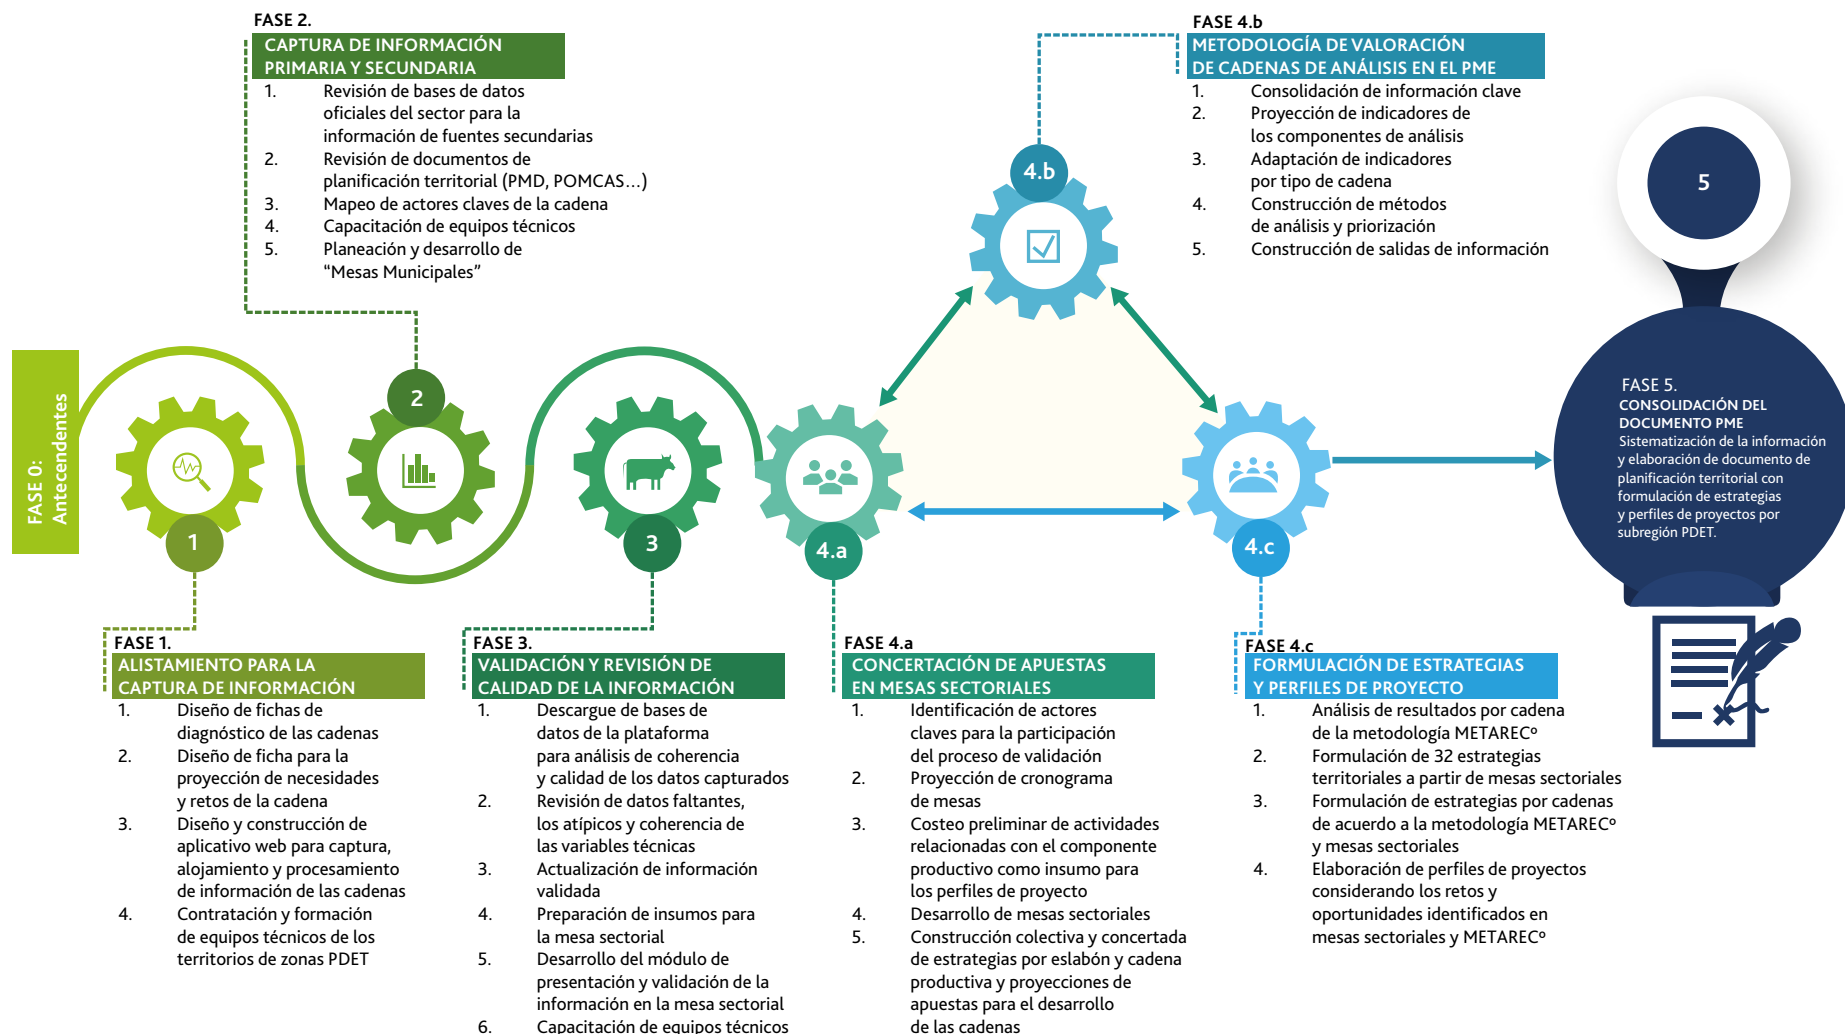 FASE 2.
CAPTURA DE INFORMACIÓN
PRIMARIA Y SECUNDARIA
1. Revisión de bases de datos
oficiales del sector para la
información de fuentes secundarias
2. Revisión de documentos de
planificación territorial (PMD, POMCAS...)
3. Mapeo de actores claves de la cadena
4. Capacitación de equipos técnicos
5. Planeación y desarrollo de
“Mesas Municipales”
FASE 4.b
METODOLOGÍA DE VALORACIÓN
DE CADENAS DE ANÁLISIS EN EL PME
1. Consolidación de información clave
2. Proyección de indicadores de
los componentes de análisis
3. Adaptación de indicadores
por tipo de cadena
4. Construcción de métodos
de análisis y priorización
5. Construcción de salidas de información
FASE 0:
Antecendentes
1
2
3
4.a
4.b
4.c
5
FASE 5.
CONSOLIDACIÓN DEL
DOCUMENTO PME
Sistematización de la información
y elaboración de documento de
planificación territorial con
formulación de estrategias
y perfiles de proyectos por
subregión PDET.
FASE 1.
ALISTAMIENTO PARA LA
CAPTURA DE INFORMACIÓN
1. Diseño de fichas de
diagnóstico de las cadenas
2. Diseño de ficha para la
proyección de necesidades
y retos de la cadena
3. Diseño y construcción de
aplicativo web para captura,
alojamiento y procesamiento
de información de las cadenas
4. Contratación y formación
de equipos técnicos de los
territorios de zonas PDET
FASE 3.
VALIDACIÓN Y REVISIÓN DE
CALIDAD DE LA INFORMACIÓN
1. Descargue de bases de
datos de la plataforma
para análisis de coherencia
y calidad de los datos capturados
2. Revisión de datos faltantes,
los atípicos y coherencia de
las variables técnicas
3. Actualización de información
validada
4. Preparación de insumos para
la mesa sectorial
5. Desarrollo del módulo de
presentación y validación de la
información en la mesa sectorial
6. Capacitación de equipos técnicos
FASE 4.a
CONCERTACIÓN DE APUESTAS
EN MESAS SECTORIALES
1. Identificación de actores
claves para la participación
del proceso de validación
2. Proyección de cronograma
de mesas
3. Costeo preliminar de actividades
relacionadas con el componente
productivo como insumo para
los perfiles de proyecto
4. Desarrollo de mesas sectoriales
5. Construcción colectiva y concertada
de estrategias por eslabón y cadena
productiva y proyecciones de
apuestas para el desarrollo
de las cadenas
FASE 4.c
FORMULACIÓN DE ESTRATEGIAS
Y PERFILES DE PROYECTO
1. Análisis de resultados por cadena
de la metodología METARECº
2. Formulación de 32 estrategias
territoriales a partir de mesas sectoriales
3. Formulación de estrategias por cadenas
de acuerdo a la metodología METARECº
y mesas sectoriales
4. Elaboración de perfiles de proyectos
considerando los retos y
oportunidades identificados en
mesas sectoriales y METARECº